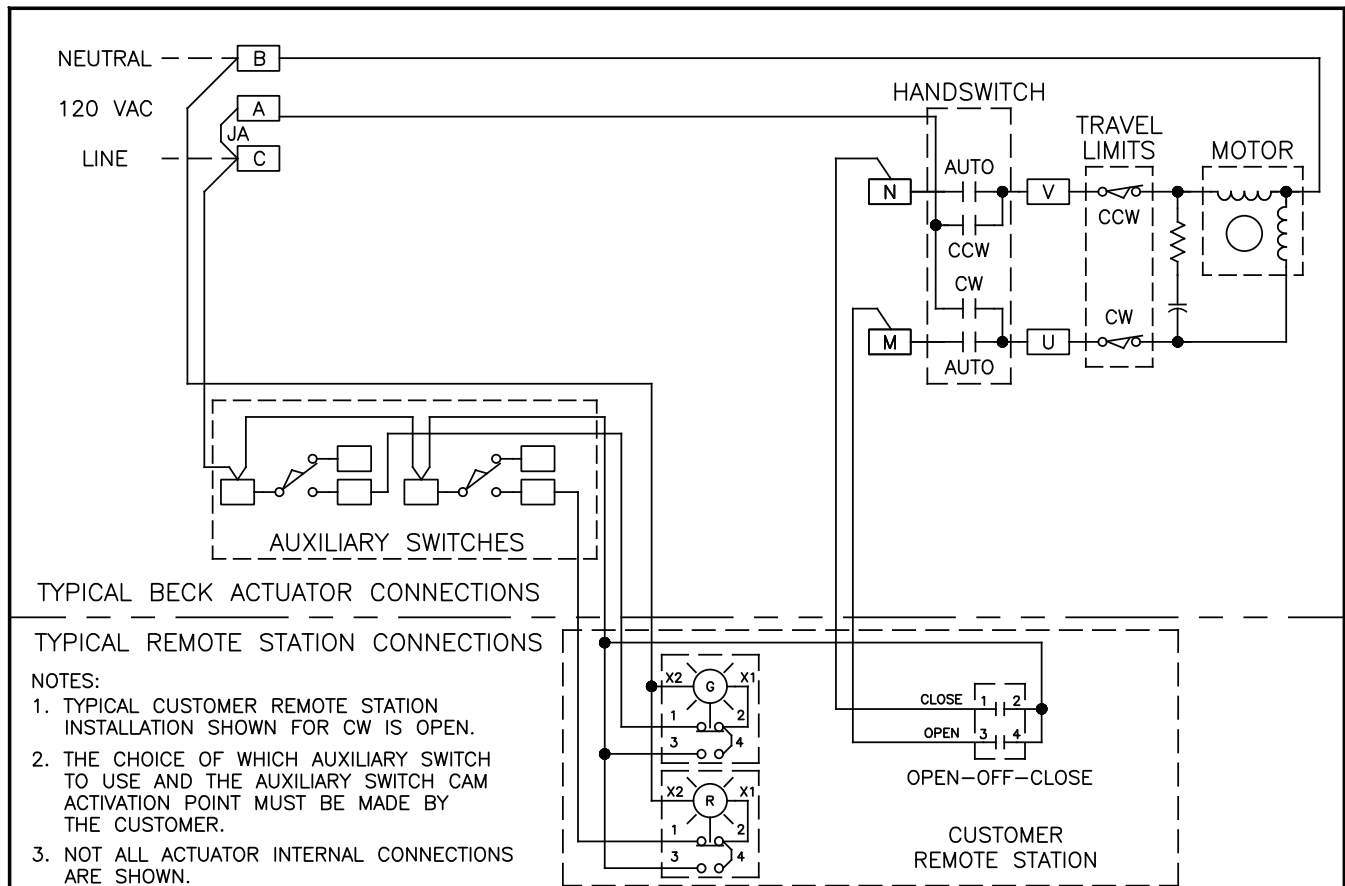 NEUTRAL
B
120 VAC
A
JA
LINE
C
HANDSWITCH
TRAVEL
LIMITS
MOTOR
AUTO
N
V
CCW
CCW
CW
CW
M
U
AUTO
AUXILIARY SWITCHES
TYPICAL BECK ACTUATOR CONNECTIONS
TYPICAL REMOTE STATION CONNECTIONS
NOTES:
1. TYPICAL CUSTOMER REMOTE STATION
INSTALLATION SHOWN FOR CW IS OPEN.
2. THE CHOICE OF WHICH AUXILIARY SWITCH
TO USE AND THE AUXILIARY SWITCH CAM
ACTIVATION POINT MUST BE MADE BY
THE CUSTOMER.
3. NOT ALL ACTUATOR INTERNAL CONNECTIONS
ARE SHOWN.
X2 G X1
1 2
3 4
X2 R X1
1 2
3 4
CLOSE 1 2
OPEN 3 4
OPEN-OFF-CLOSE
CUSTOMER
REMOTE STATION